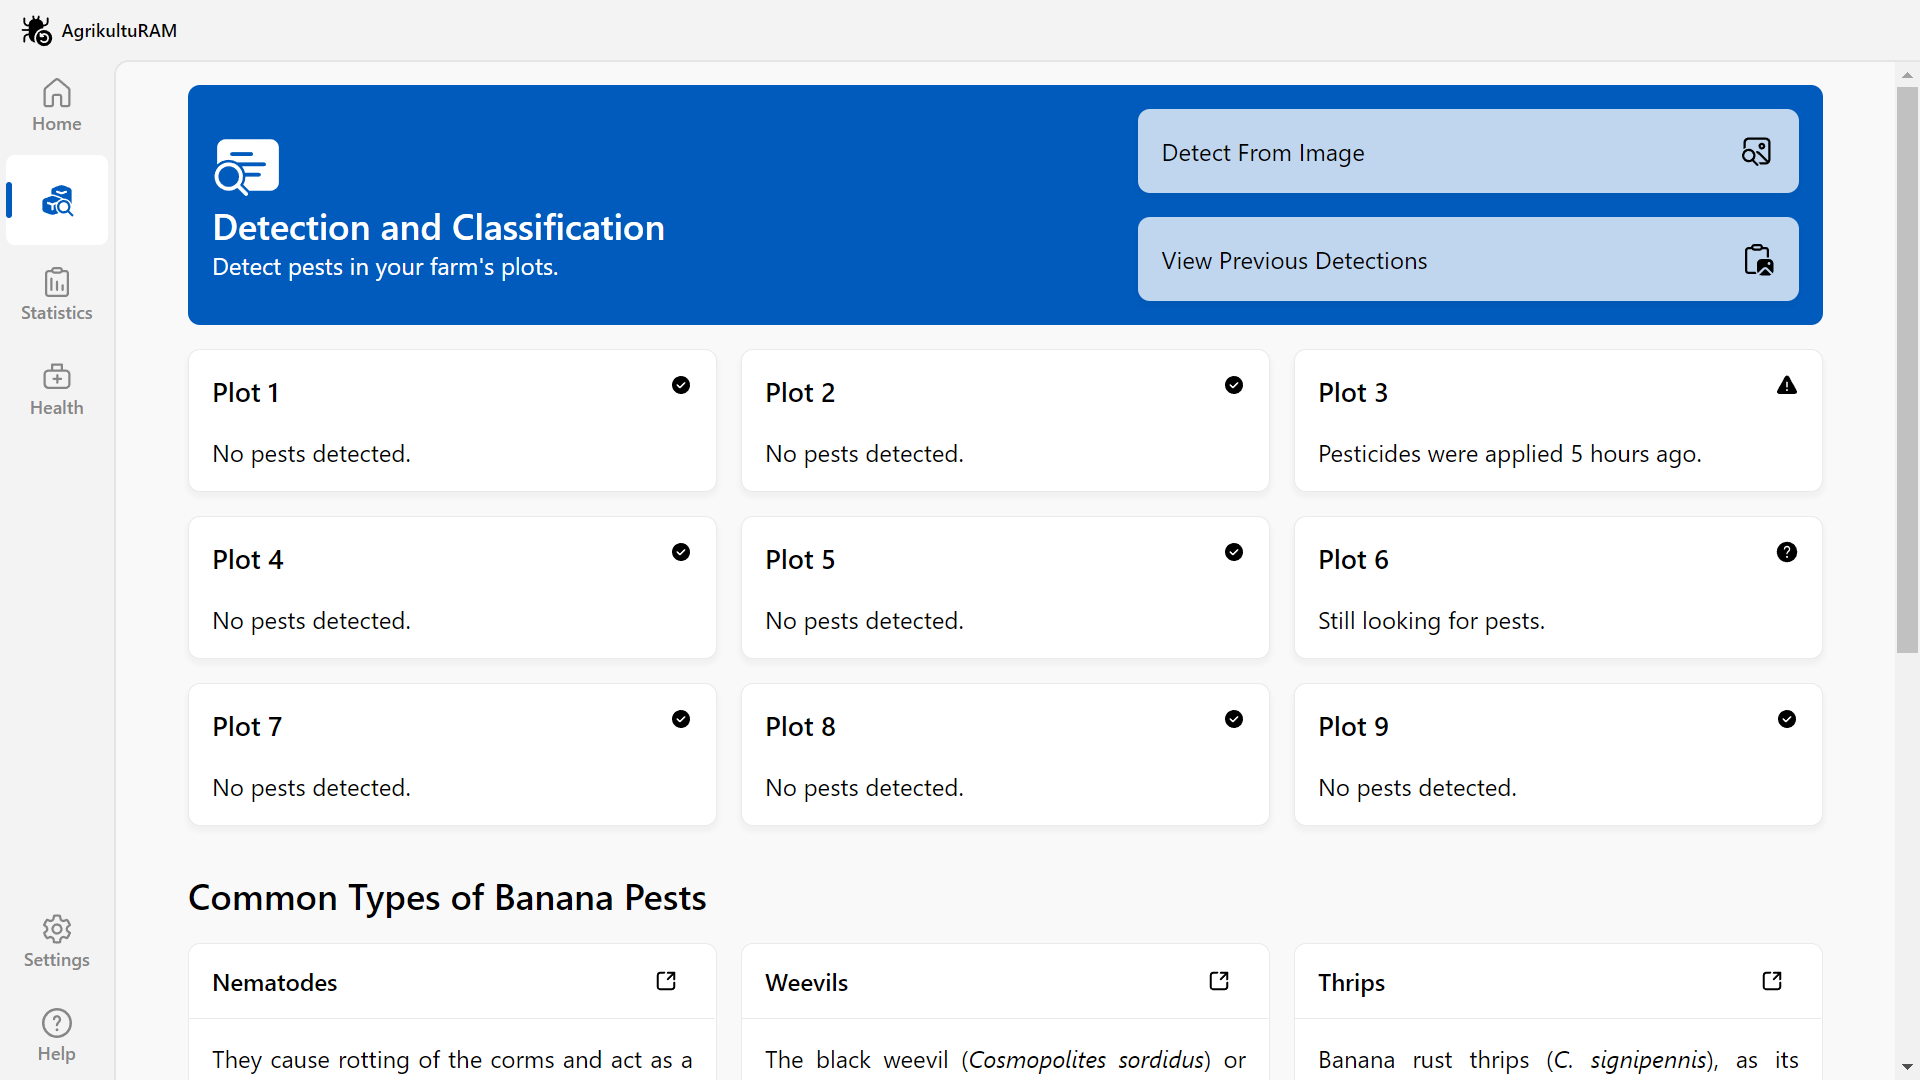 AgrikultuRAM
Home
Statistics
Health
Settings
Help
Detection and Classification
Detect pests in your farm's plots.
Detect From Image
View Previous Detections
Plot 1
No pests detected.
Plot 2
No pests detected.
Plot 3
Pesticides were applied 5 hours ago.
Plot 4
No pests detected.
Plot 5
No pests detected.
Plot 6
Still looking for pests.
Plot 7
No pests detected.
Plot 8
No pests detected.
Plot 9
No pests detected.
Common Types of Banana Pests
Nematodes
They cause rotting of the corms and act as a
Weevils
The black weevil (Cosmopolites sordidus) or
Thrips
Banana rust thrips (C. signipennis), as its